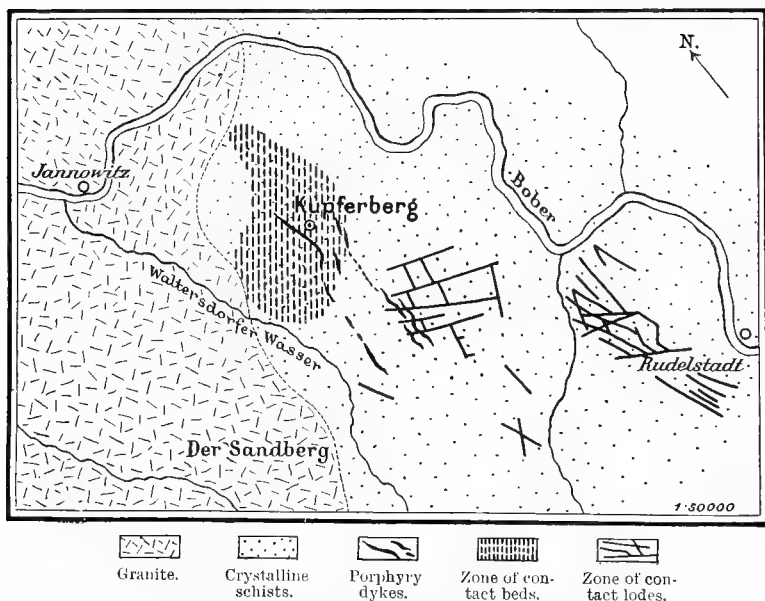 N.
Jannowitz
Kupferberg
Bober
Waltersdorfer Wasser
Rudelstadt
Der Sandberg
1·50000
Granite.
Crystalline
schists.
Porphyry
dykes.
Zone of con-
tact beds.
Zone of con-
tact lodes.